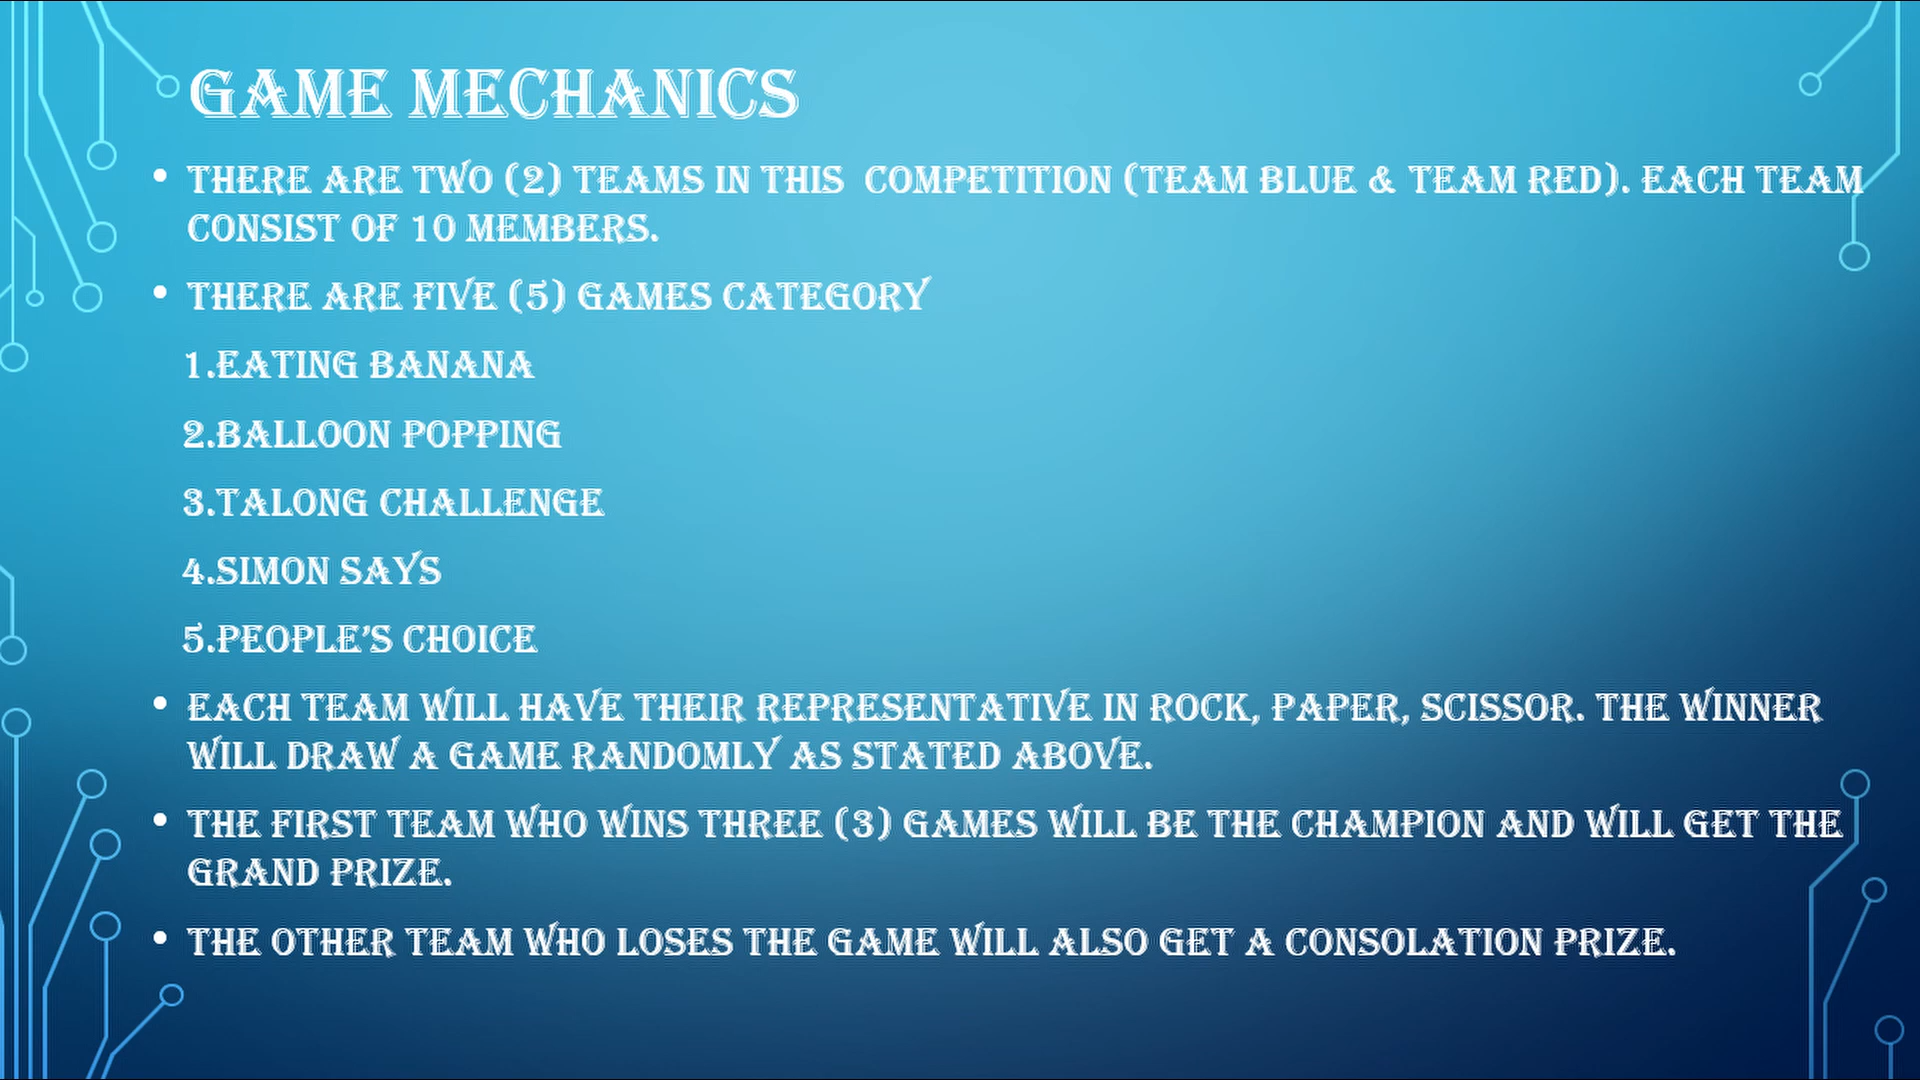 GAME MECHANICS
• THERE ARE TWO (2) TEAMS IN THIS  COMPETITION (TEAM BLUE & TEAM RED). EACH TEAM
CONSIST OF 10 MEMBERS.
• THERE ARE FIVE (5) GAMES CATEGORY
1.EATING BANANA
2.BALLOON POPPING
3.TALONG CHALLENGE
4.SIMON SAYS
5.PEOPLE’S CHOICE
• EACH TEAM WILL HAVE THEIR REPRESENTATIVE IN ROCK, PAPER, SCISSOR. THE WINNER
WILL DRAW A GAME RANDOMLY AS STATED ABOVE.
• THE FIRST TEAM WHO WINS THREE (3) GAMES WILL BE THE CHAMPION AND WILL GET THE
GRAND PRIZE.
• THE OTHER TEAM WHO LOSES THE GAME WILL ALSO GET A CONSOLATION PRIZE.